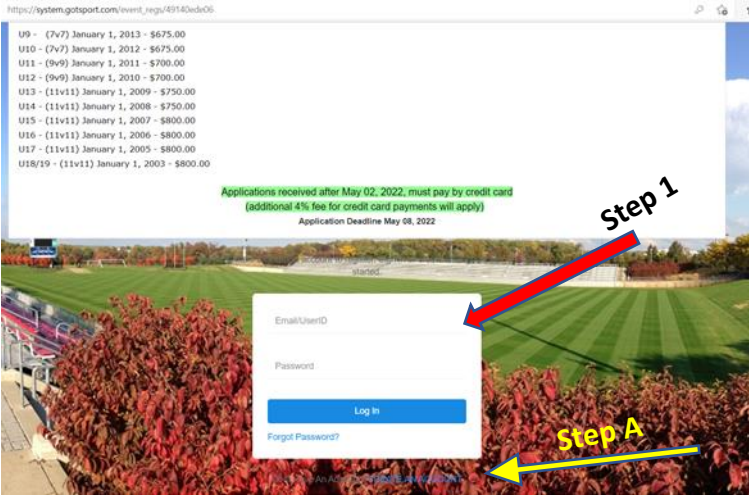 https://system.gotsport.com/event_regs/49140ede06
U9 - (7v7) January 1, 2013 - $675.00
U10 - (7v7) January 1, 2012 - $675.00
U11 - (9v9) January 1, 2011 - $700.00
U12 - (9v9) January 1, 2010 - $700.00
U13 - (11v11) January 1, 2009 - $750.00
U14 - (11v11) January 1, 2008 - $750.00
U15 - (11v11) January 1, 2007 - $800.00
U16 - (11v11) January 1, 2006 - $800.00
U17 - (11v11) January 1, 2005 - $800.00
U18/19 - (11v11) January 1, 2003 - $800.00
Applications received after May 02, 2022, must pay by credit card
(additional 4% fee for credit card payments will apply)
Application Deadline May 08, 2022
Step 1
started.
Email/UserID
Password
Log In
Forgot Password?
Step A
An